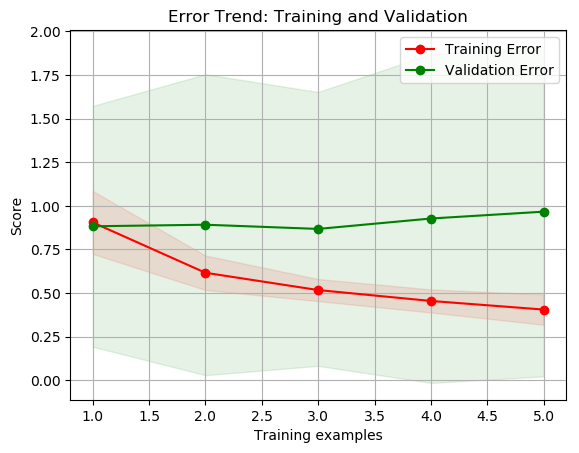 Error Trend: Training and Validation
2.00
1.75
1.50
1.25
1.00
0.75
0.50
0.25
0.00
Score
Training Error
Validation Error
1.0 1.5 2.0 2.5 3.0 3.5 4.0 4.5 5.0
Training examples